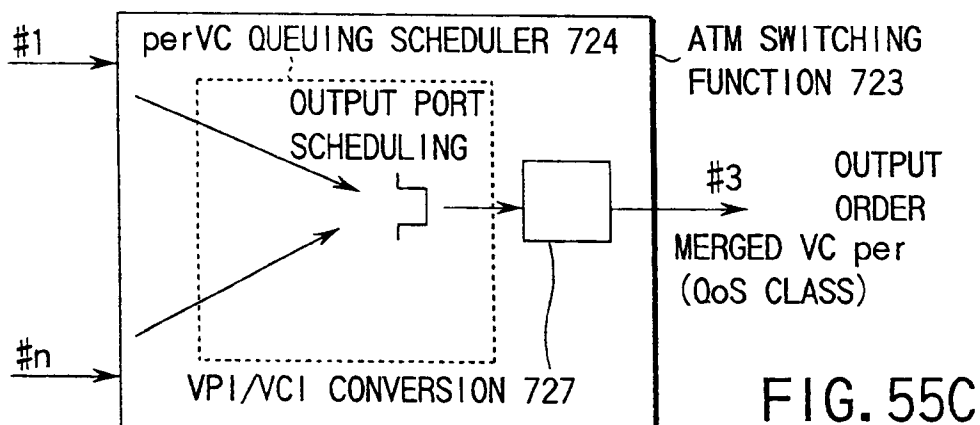 #1
perVC QUEUING SCHEDULER 724
ATM SWITCHING
FUNCTION 723
OUTPUT PORT
SCHEDULING
#3
OUTPUT
ORDER
MERGED VC per
(QoS CLASS)
#n
VPI/VCI CONVERSION 727
FIG. 55C